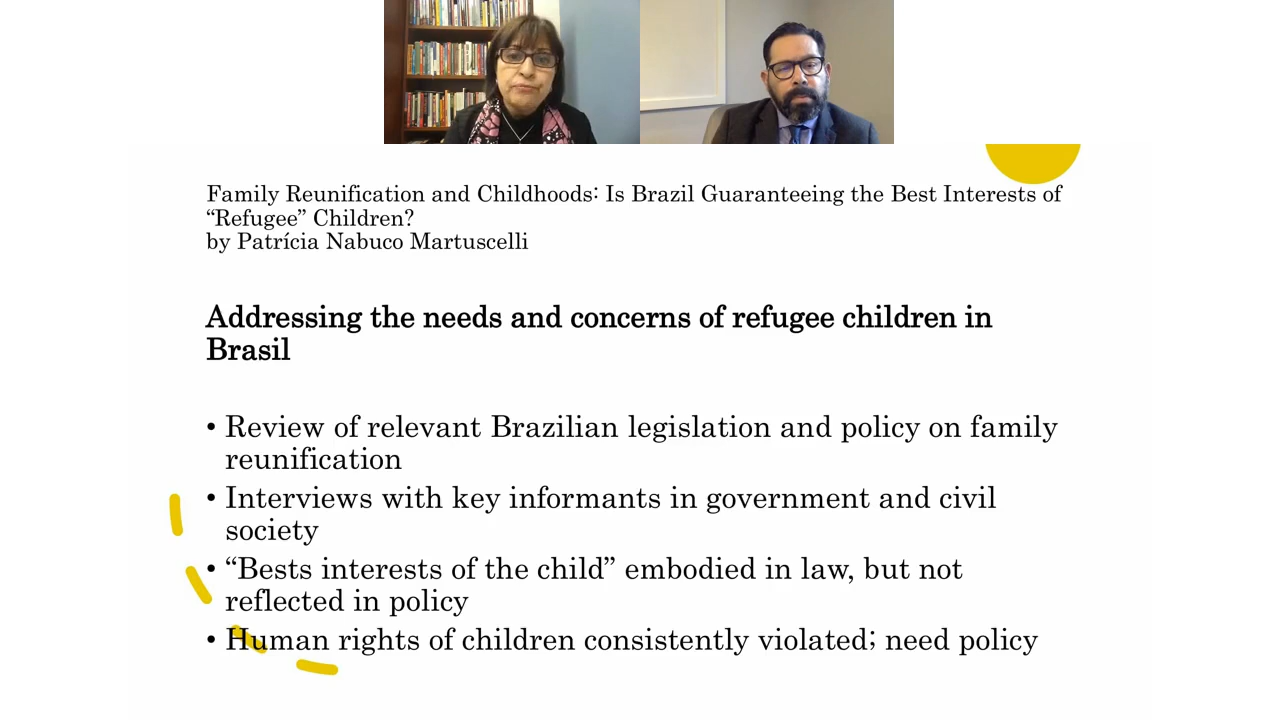 Family Reunification and Childhoods: Is Brazil Guaranteeing the Best Interests of
“Refugee” Children?
by Patrícia Nabuco Martuscelli
Addressing the needs and concerns of refugee children in
Brasil
• Review of relevant Brazilian legislation and policy on family
reunification
• Interviews with key informants in government and civil
society
• “Bests interests of the child” embodied in law, but not
reflected in policy
• Human rights of children consistently violated; need policy